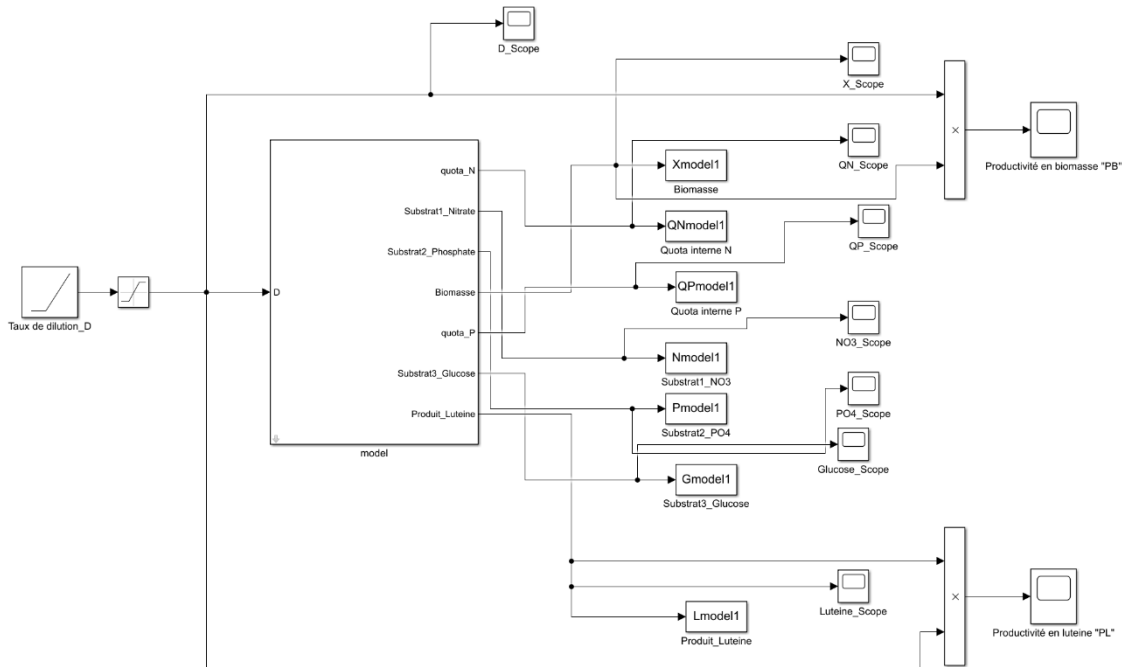 D_Scope
X_Scope
×
Productivité en biomasse "PB"
quota_N
QN_Scope
Xmodel1
Biomasse
Substrat1_Nitrate
QNmodel1
Quota interne N
QP_Scope
Substrat2_Phosphate
Taux de dilution_D
D
Biomasse
QPmodel1
Quota interne P
quota_P
NO3_Scope
Nmodel1
Substrat1_NO3
Substrat3_Glucose
PO4_Scope
Pmodel1
Substrat2_PO4
Produit_Luteine
model
Glucose_Scope
Gmodel1
Substrat3_Glucose
×
Luteine_Scope
Lmodel1
Produit_Luteine
Productivité en luteine "PL"